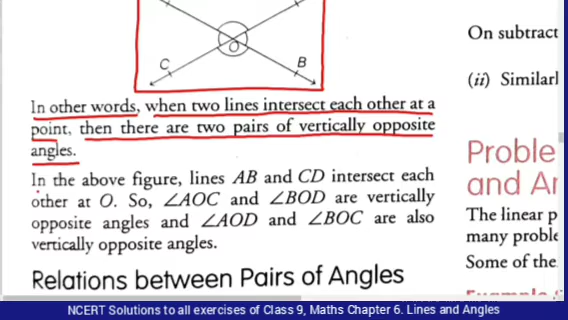 O
C
B
In other words, when two lines intersect each other at a
point, then there are two pairs of vertically opposite
angles.
In the above figure, lines AB and CD intersect each
other at O. So, ∠AOC and ∠BOD are vertically
opposite angles and ∠AOD and ∠BOC are also
vertically opposite angles.
Relations between Pairs of Angles
On subtract
(ii) Similarl
Proble
and Ar
The linear p
many proble
Some of the
NCERT Solutions to all exercises of Class 9, Maths Chapter 6. Lines and Angles